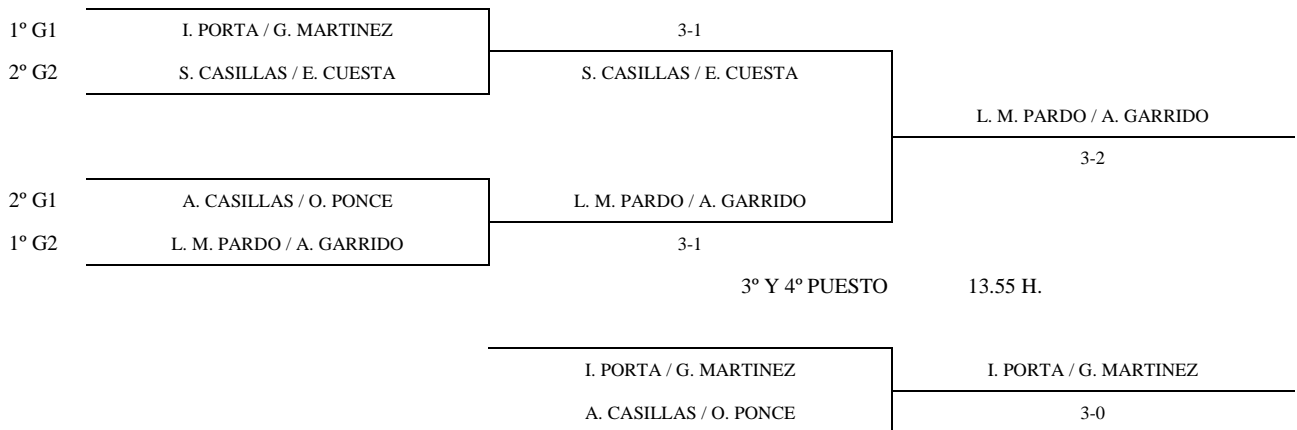 1º G1 I. PORTA / G. MARTINEZ 3-1
2º G2 S. CASILLAS / E. CUESTA S. CASILLAS / E. CUESTA
L. M. PARDO / A. GARRIDO
3-2
2º G1 A. CASILLAS / O. PONCE L. M. PARDO / A. GARRIDO
1º G2 L. M. PARDO / A. GARRIDO 3-1
3º Y 4º PUESTO 13.55 H.
I. PORTA / G. MARTINEZ I. PORTA / G. MARTINEZ
A. CASILLAS / O. PONCE 3-0